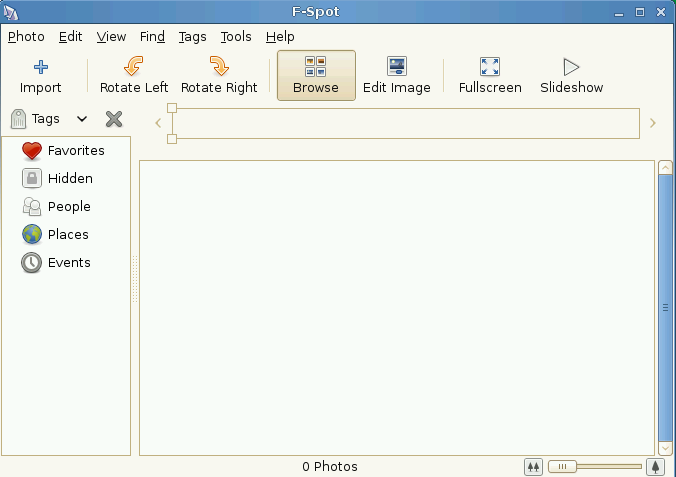 F-Spot
Photo Edit View Find Tags Tools Help
Import Rotate Left Rotate Right Browse Edit Image Fullscreen Slideshow
Tags
Favorites
Hidden
People
Places
Events
0 Photos